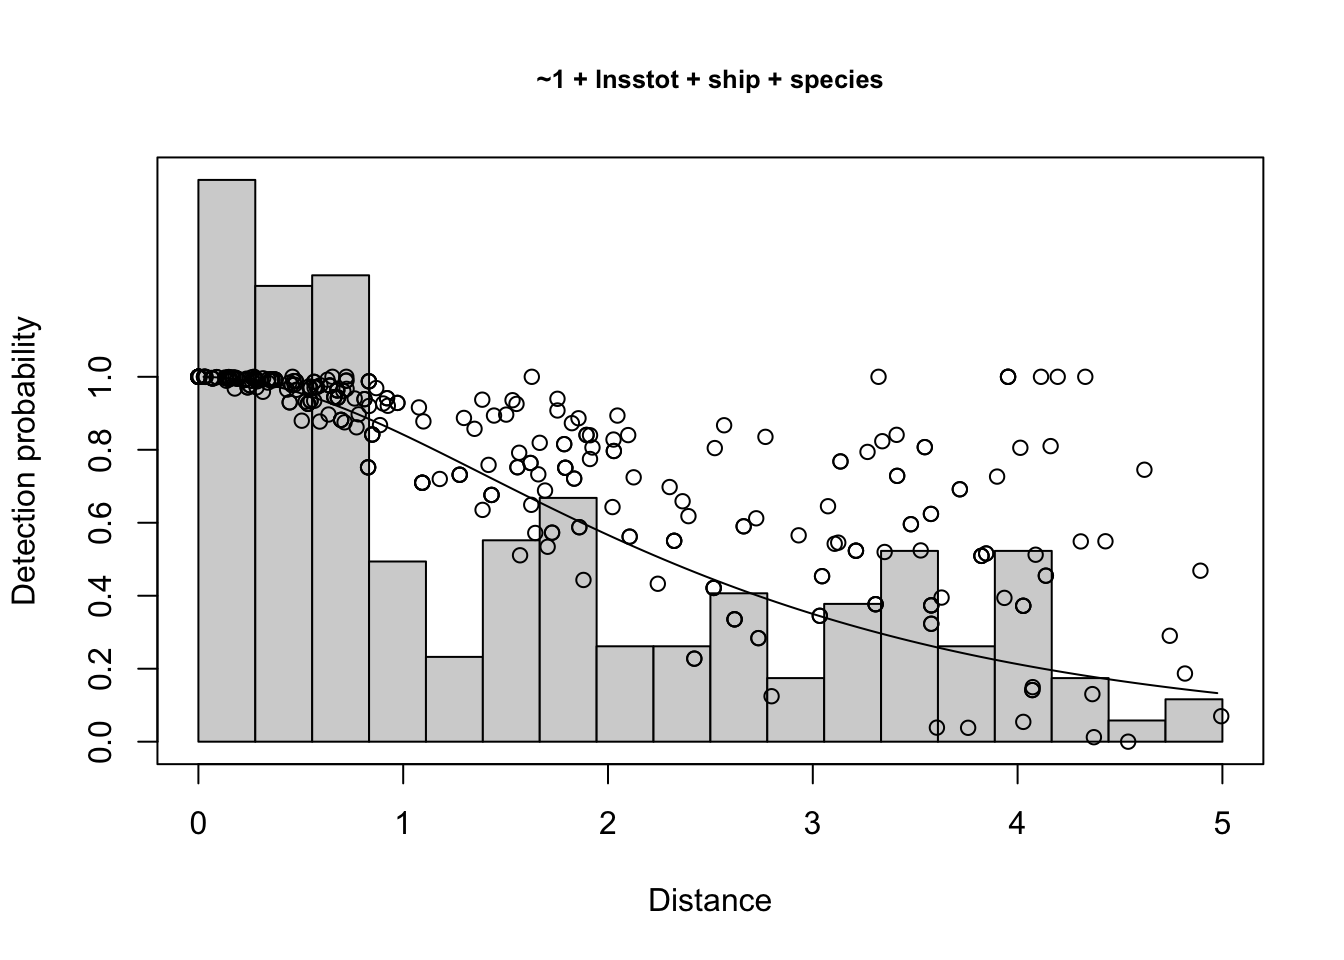 ~1 + lnsstot + ship + species
Detection probability
1.0
0.8
0.6
0.4
0.2
0.0
0 1 2 3 4 5
Distance